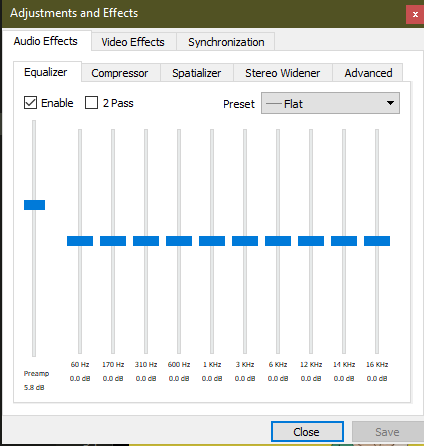 Adjustments and Effects
x
Audio Effects Video Effects Synchronization
Equalizer Compressor Spatializer Stereo Widener Advanced
Enable 2 Pass Preset Flat
60 Hz 170 Hz 310 Hz 600 Hz 1 KHz 3 KHz 6 KHz 12 KHz 14 KHz 16 KHz
Preamp 0.0 dB 0.0 dB 0.0 dB 0.0 dB 0.0 dB 0.0 dB 0.0 dB 0.0 dB 0.0 dB 0.0 dB
5.8 dB
Close Save